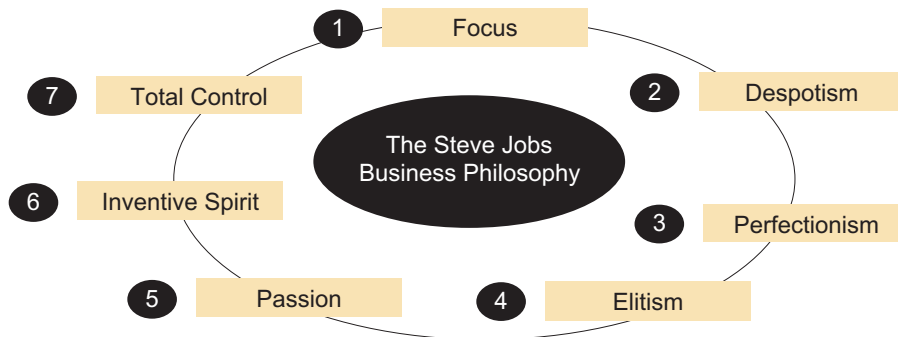 1
Focus
2
Despotism
3
Perfectionism
4
Elitism
5
Passion
6
Inventive Spirit
7
Total Control
The Steve Jobs
Business Philosophy